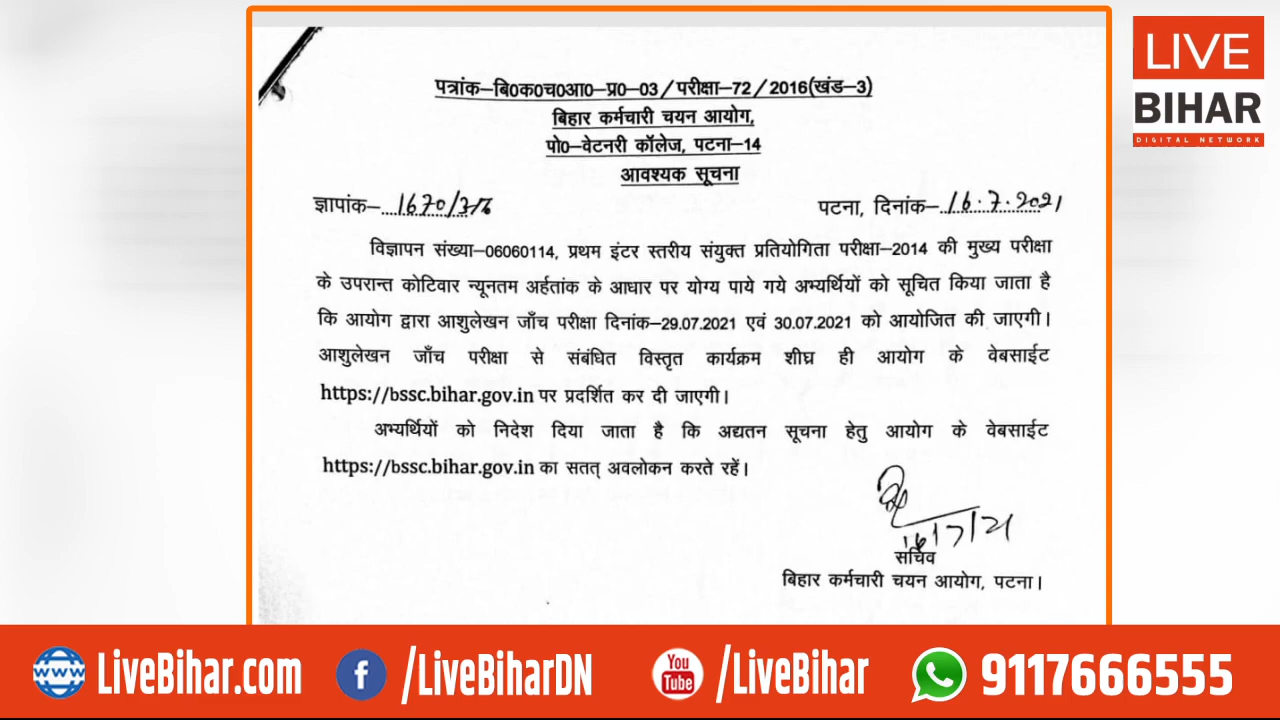 LIVE
BIHAR
DIGITAL NETWORK
पत्रांक–बि0क0च0आ0–प्र0–03/परीक्षा–72/2016(खंड–3)
बिहार कर्मचारी चयन आयोग,
पो0–वेटनरी कॉलेज, पटना–14
आवश्यक सूचना
ज्ञापांक–....1670/.... पटना, दिनांक–..16.7.2021
विज्ञापन संख्या–06060114, प्रथम इंटर स्तरीय संयुक्त प्रतियोगिता परीक्षा–2014 की मुख्य परीक्षा
के उपरान्त कोटिवार न्यूनतम अर्हतांक के आधार पर योग्य पाये गये अभ्यर्थियों को सूचित किया जाता है
कि आयोग द्वारा आशुलेखन जाँच परीक्षा दिनांक–29.07.2021 एवं 30.07.2021 को आयोजित की जाएगी।
आशुलेखन जाँच परीक्षा से संबंधित विस्तृत कार्यक्रम शीघ्र ही आयोग के वेबसाईट
https://bssc.bihar.gov.in पर प्रदर्शित कर दी जाएगी।
अभ्यर्थियों को निदेश दिया जाता है कि अद्यतन सूचना हेतु आयोग के वेबसाईट
https://bssc.bihar.gov.in का सतत् अवलोकन करते रहें।
16/7/21
सचिव
बिहार कर्मचारी चयन आयोग, पटना।
www LiveBihar.com f /LiveBiharDN You Tube /LiveBihar 9117666555